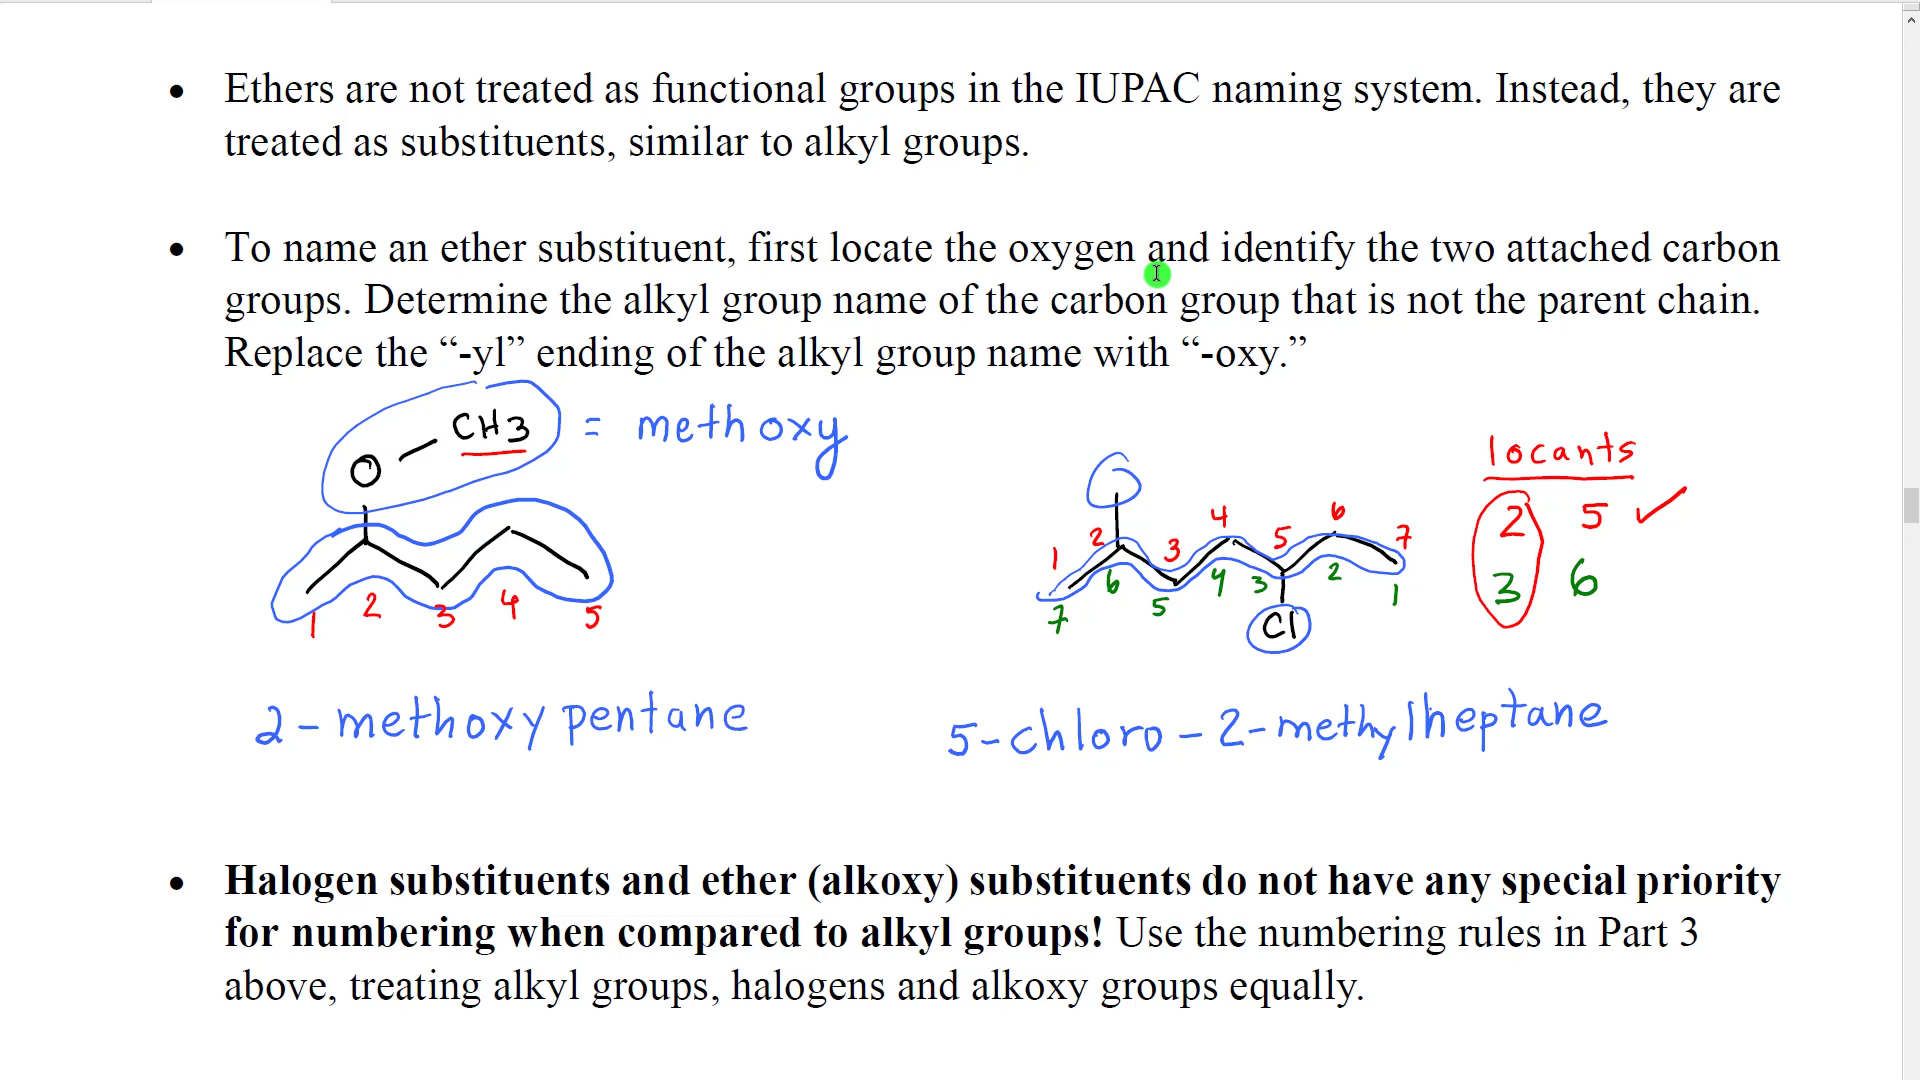 • Ethers are not treated as functional groups in the IUPAC naming system. Instead, they are
treated as substituents, similar to alkyl groups.
• To name an ether substituent, first locate the oxygen and identify the two attached carbon
groups. Determine the alkyl group name of the carbon group that is not the parent chain.
Replace the “-yl” ending of the alkyl group name with “-oxy.”
O – CH3 = methoxy
1 2 3 4 5
2-methoxypentane
locants
2 5 ✓
3 6
1 2 3 4 5 6 7
7 6 5 4 3 2 1
Cl
5-chloro-2-methylheptane
• Halogen substituents and ether (alkoxy) substituents do not have any special priority
for numbering when compared to alkyl groups! Use the numbering rules in Part 3
above, treating alkyl groups, halogens and alkoxy groups equally.